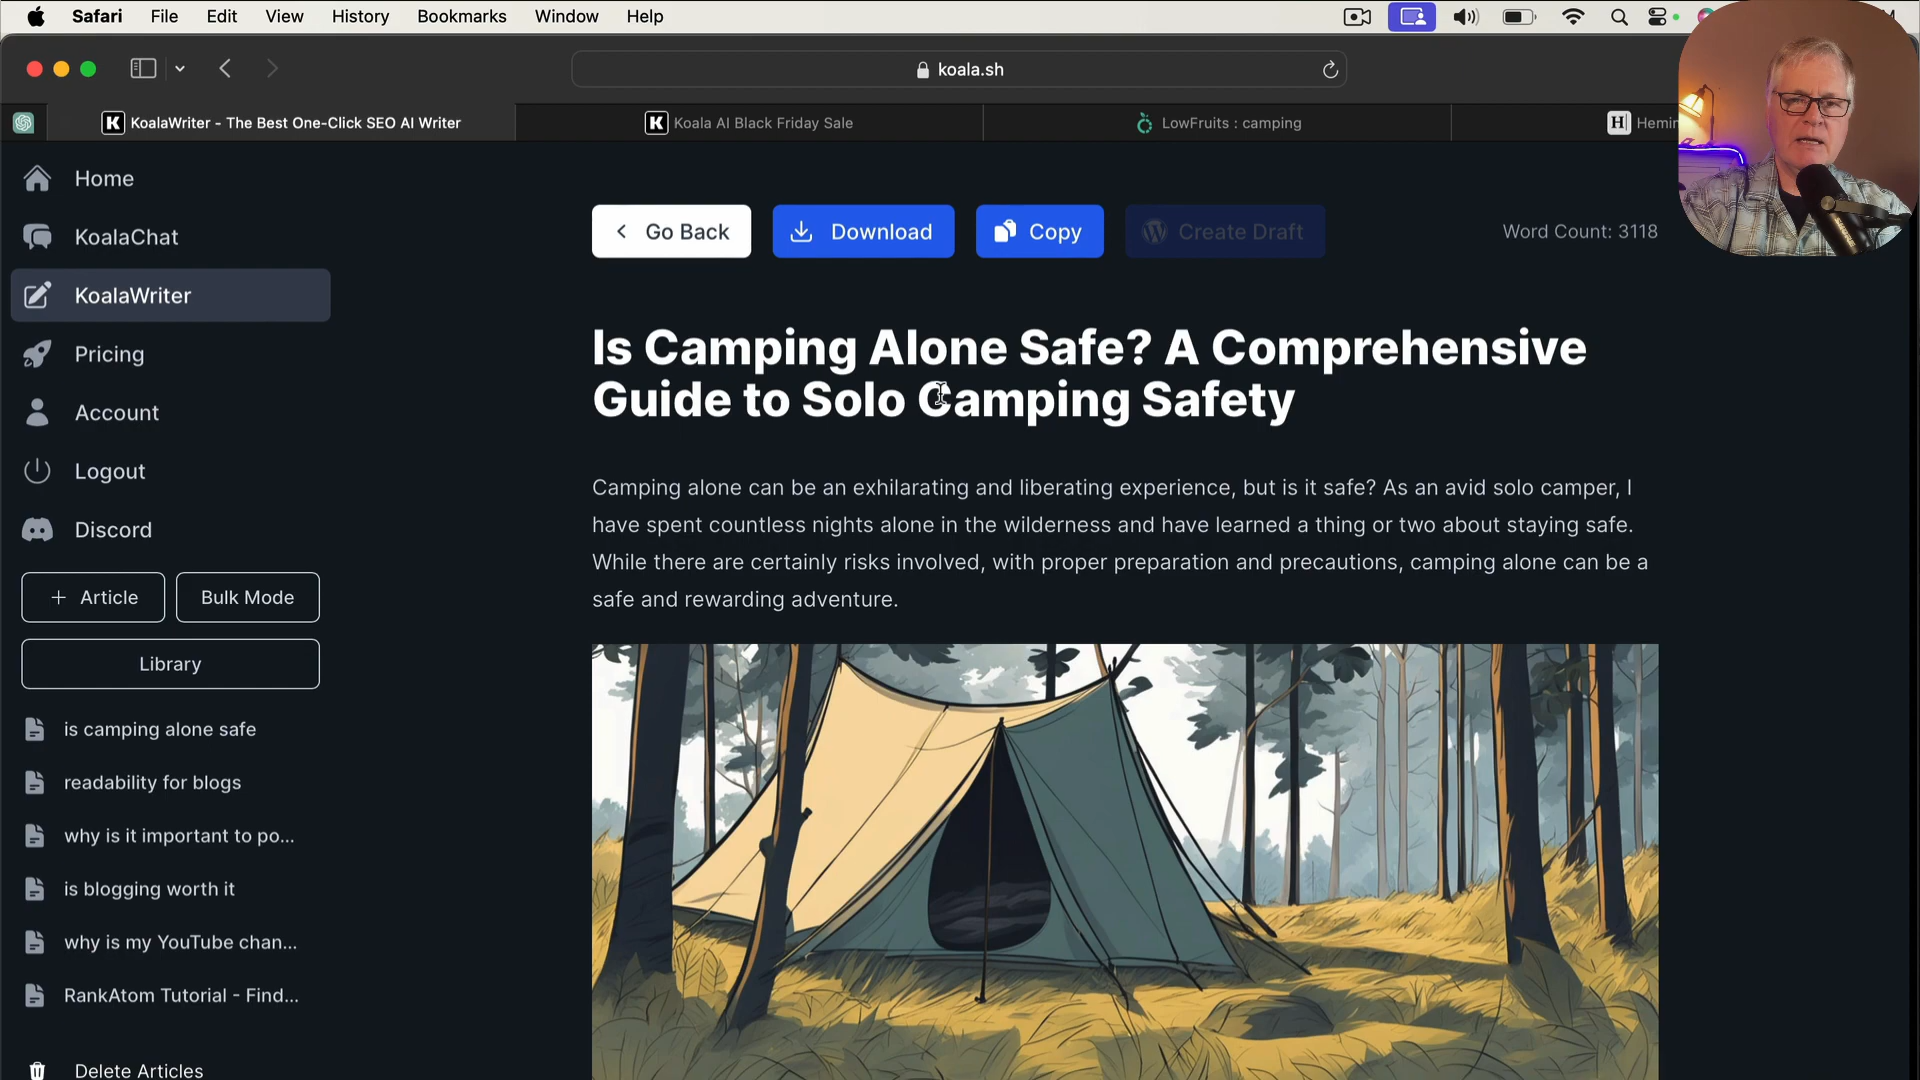 Safari File Edit View History Bookmarks Window Help
koala.sh
KoalaWriter - The Best One-Click SEO AI Writer
Koala AI Black Friday Sale
LowFruits : camping
Home
KoalaChat
KoalaWriter
Pricing
Account
Logout
Discord
+ Article
Bulk Mode
Library
is camping alone safe
readability for blogs
why is it important to po...
is blogging worth it
why is my YouTube chan...
RankAtom Tutorial - Find...
Delete Articles
Go Back
Download
Copy
Create Draft
Word Count: 3118
Is Camping Alone Safe? A Comprehensive
Guide to Solo Camping Safety
Camping alone can be an exhilarating and liberating experience, but is it safe? As an avid solo camper, I
have spent countless nights alone in the wilderness and have learned a thing or two about staying safe.
While there are certainly risks involved, with proper preparation and precautions, camping alone can be a
safe and rewarding adventure.